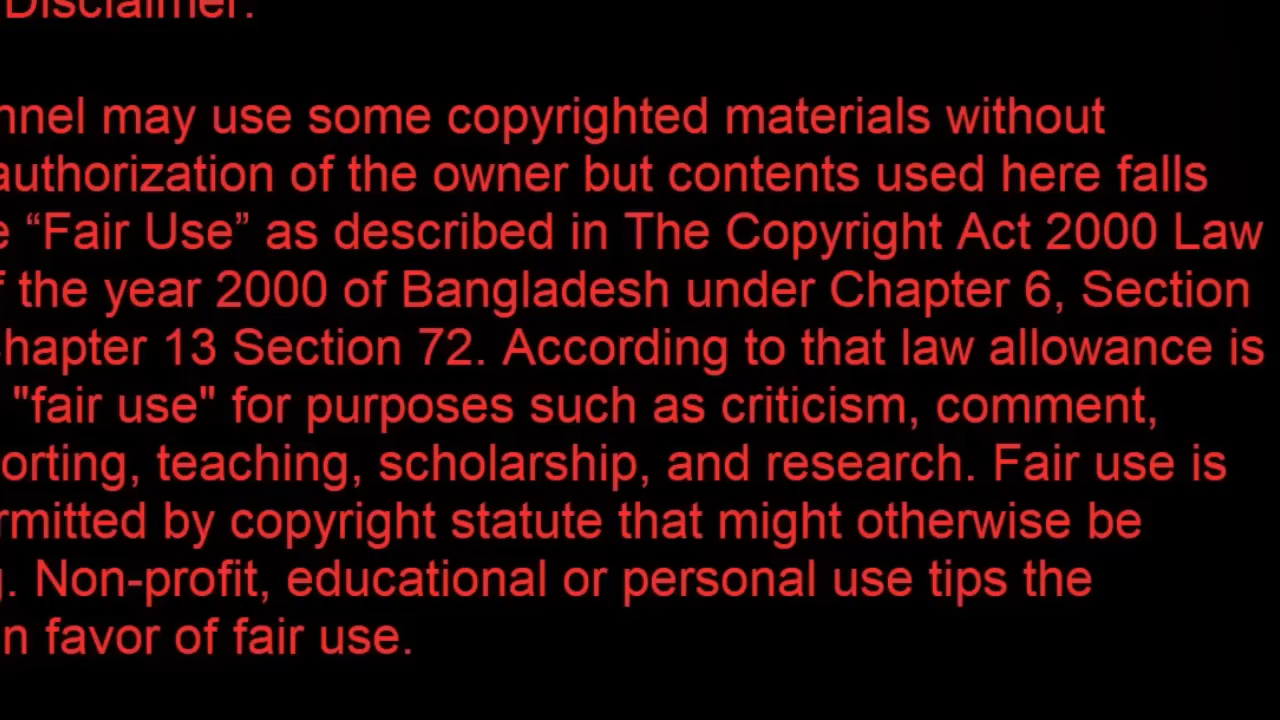 Disclaimer:
nnel may use some copyrighted materials without
authorization of the owner but contents used here falls
e “Fair Use” as described in The Copyright Act 2000 Law
f the year 2000 of Bangladesh under Chapter 6, Section
hapter 13 Section 72. According to that law allowance is
"fair use" for purposes such as criticism, comment,
orting, teaching, scholarship, and research. Fair use is
rmitted by copyright statute that might otherwise be
g. Non-profit, educational or personal use tips the
n favor of fair use.